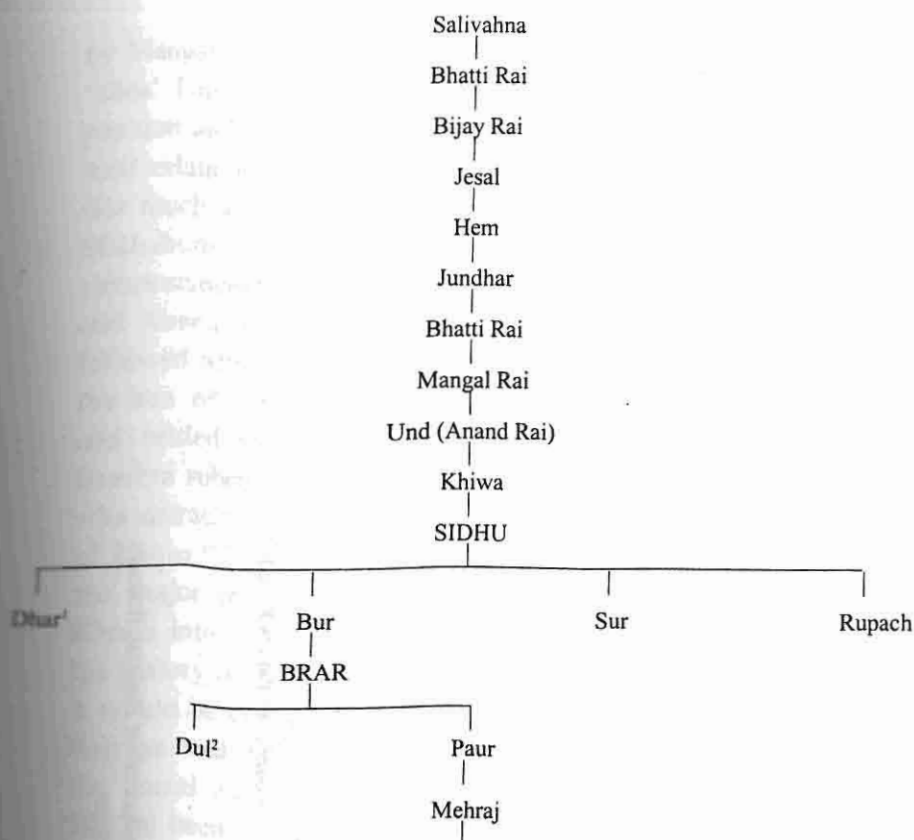 Salivahna
Bhatti Rai
Bijay Rai
Jesal
Hem
Jundhar
Bhatti Rai
Mangal Rai
Und (Anand Rai)
Khiwa
SIDHU
Dhar¹ Bur Sur Rupach
BRAR
Dul² Paur
Mehraj